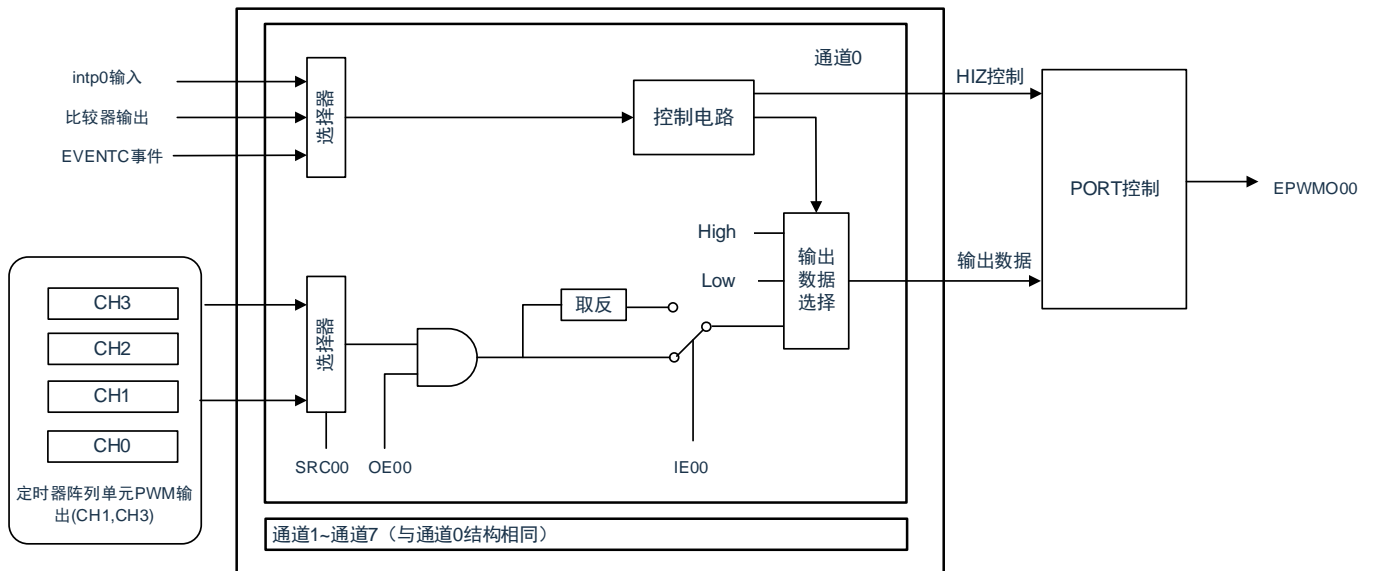 通道0
intp0输入
比较器输出
EVENTC事件
选择器
控制电路
HIZ控制
PORT控制
EPWMO00
High
Low
输出
数据
选择
输出数据
CH3
CH2
CH1
CH0
定时器阵列单元PWM输
出(CH1,CH3)
选择器
取反
SRC00
OE00
IE00
通道1~通道7（与通道0结构相同）